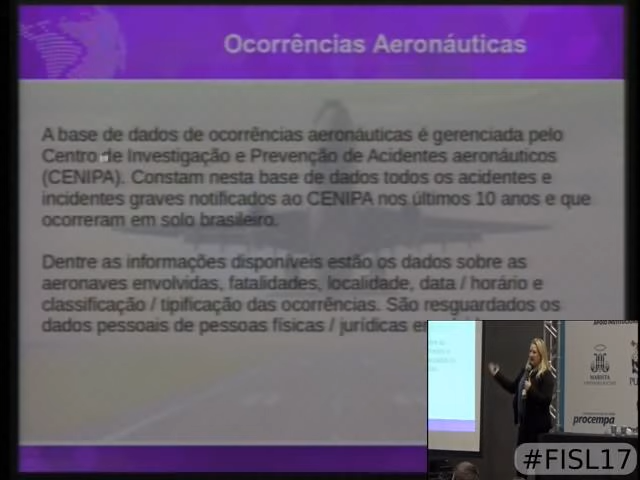 Ocorrências Aeronáuticas
A base de dados de ocorrências aeronáuticas é gerenciada pelo
Centro de Investigação e Prevenção de Acidentes aeronáuticos
(CENIPA). Constam nesta base de dados todos os acidentes e
incidentes graves notificados ao CENIPA nos últimos 10 anos e que
ocorreram em solo brasileiro.
Dentre as informações disponíveis estão os dados sobre as
aeronaves envolvidas, fatalidades, localidade, data / horário e
classificação / tipificação das ocorrências. São resguardados os
dados pessoais de pessoas físicas / jurídicas
MARISTA
procempa
#FISL17